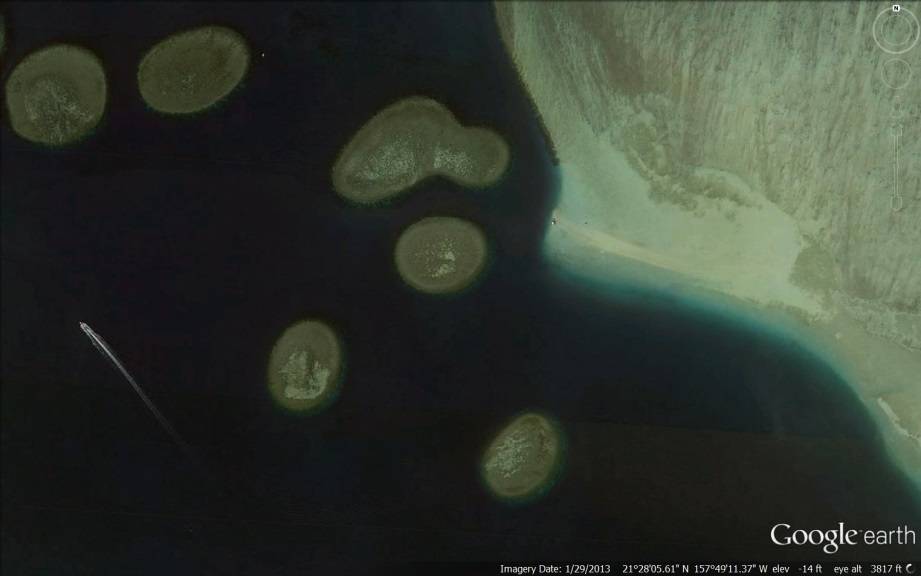 N
Google earth
Imagery Date: 1/29/2013 21°28'05.61" N 157°49'11.37" W elev -14 ft eye alt 3817 ft